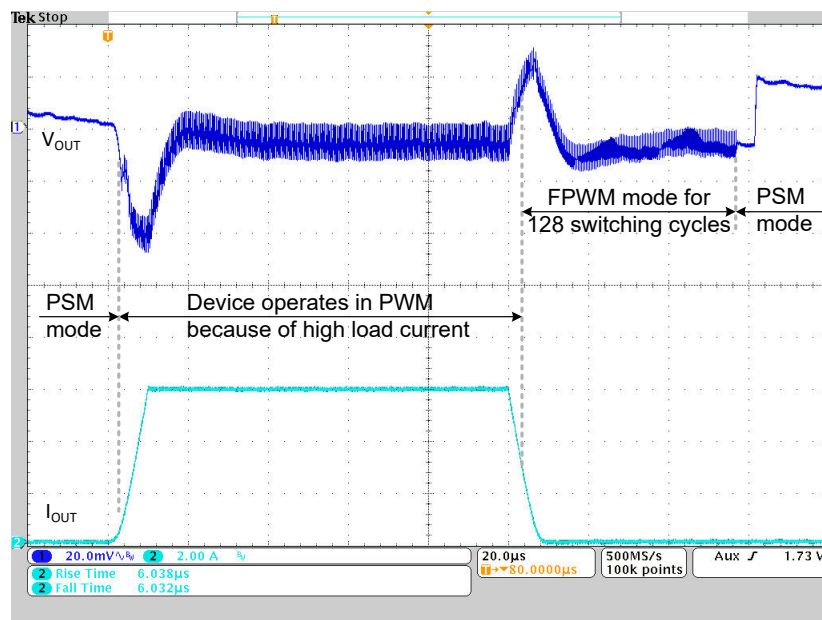 Tek Stop
T
T
1
VOUT
FPWM mode for
128 switching cycles
PSM
mode
PSM
mode
Device operates in PWM
because of high load current
IOUT
2
1 20.0mV∿BW 2 2.00 A BW
2 Rise Time 6.038µs
2 Fall Time 6.032µs
20.0µs
T→▼80.0000µs
500MS/s
100k points
Aux ƒ 1.73 V